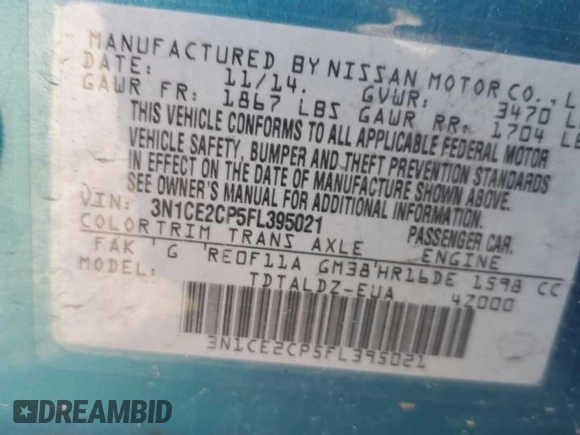 MANUFACTURED BY NISSAN MOTOR CO., L
DATE: 11/14. GVWR: 3470 L
GAWR FR: 1867 LBS GAWR RR: 1704 LB
THIS VEHICLE CONFORMS TO ALL APPLICABLE FEDERAL MOTOR
VEHICLE SAFETY, BUMPER AND THEFT PREVENTION STANDARDS
IN EFFECT ON THE DATE OF MANUFACTURE SHOWN ABOVE.
SEE OWNER'S MANUAL FOR ADDITIONAL INFORMATION.
V.I.N: 3N1CE2CP5FL395021 PASSENGER CAR.
COLOR TRIM TRANS AXLE ENGINE
FAK G RE0F11A GM38 HR16DE 1598 CC
TDTALDZ-EUA 4Z000
3N1CE2CP5FL395021
DREAMBID